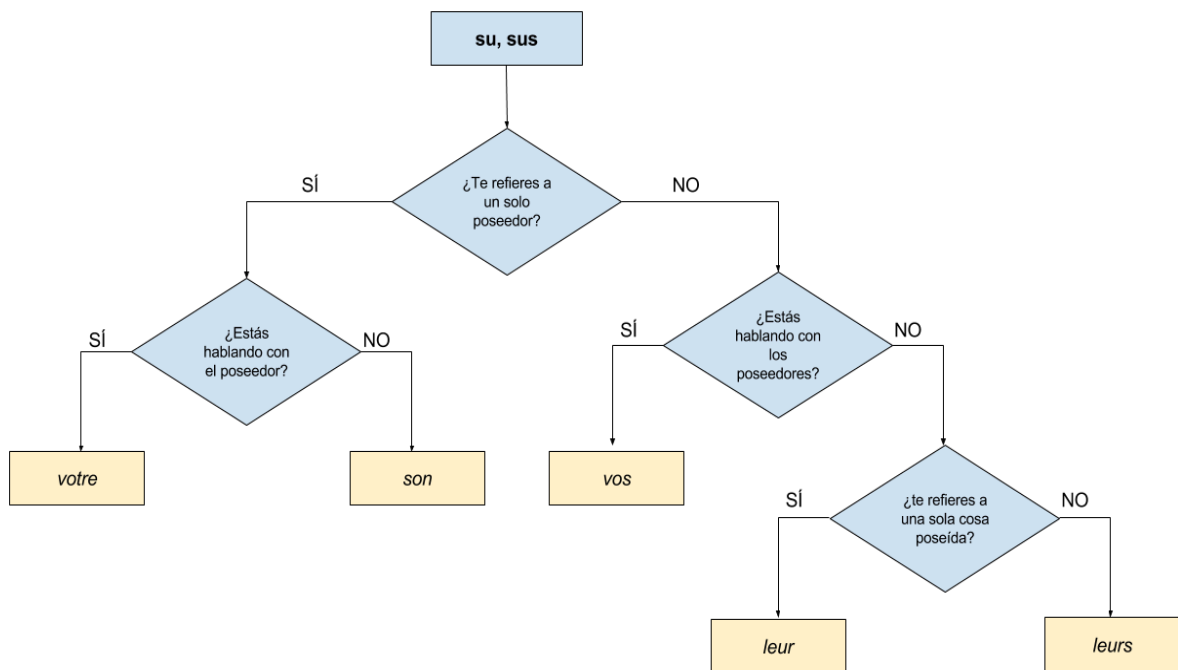 su, sus
¿Te refieres a
un solo
poseedor?
SÍ
NO
¿Estás
hablando con
el poseedor?
SÍ
NO
¿Estás
hablando con
los
poseedores?
SÍ
NO
votre
son
vos
¿te refieres a
una sola cosa
poseída?
SÍ
NO
leur
leurs